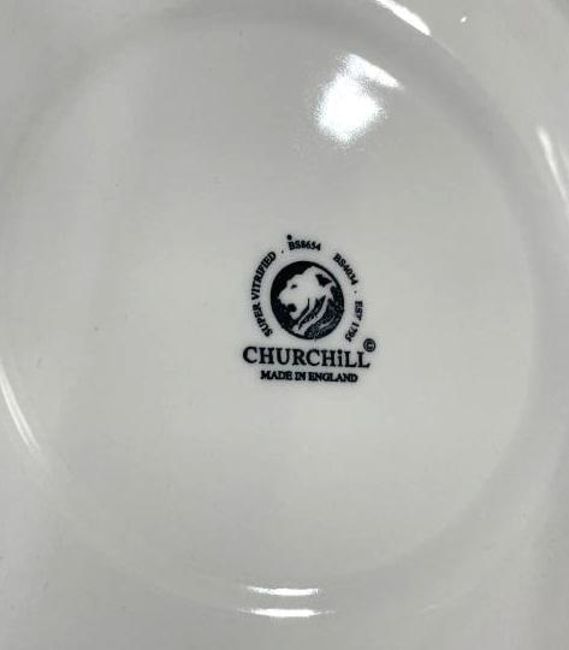 SUPER VITRIFIED . BS8654 BS4034 . EST 1795
©
CHURCHiLL
MADE IN ENGLAND